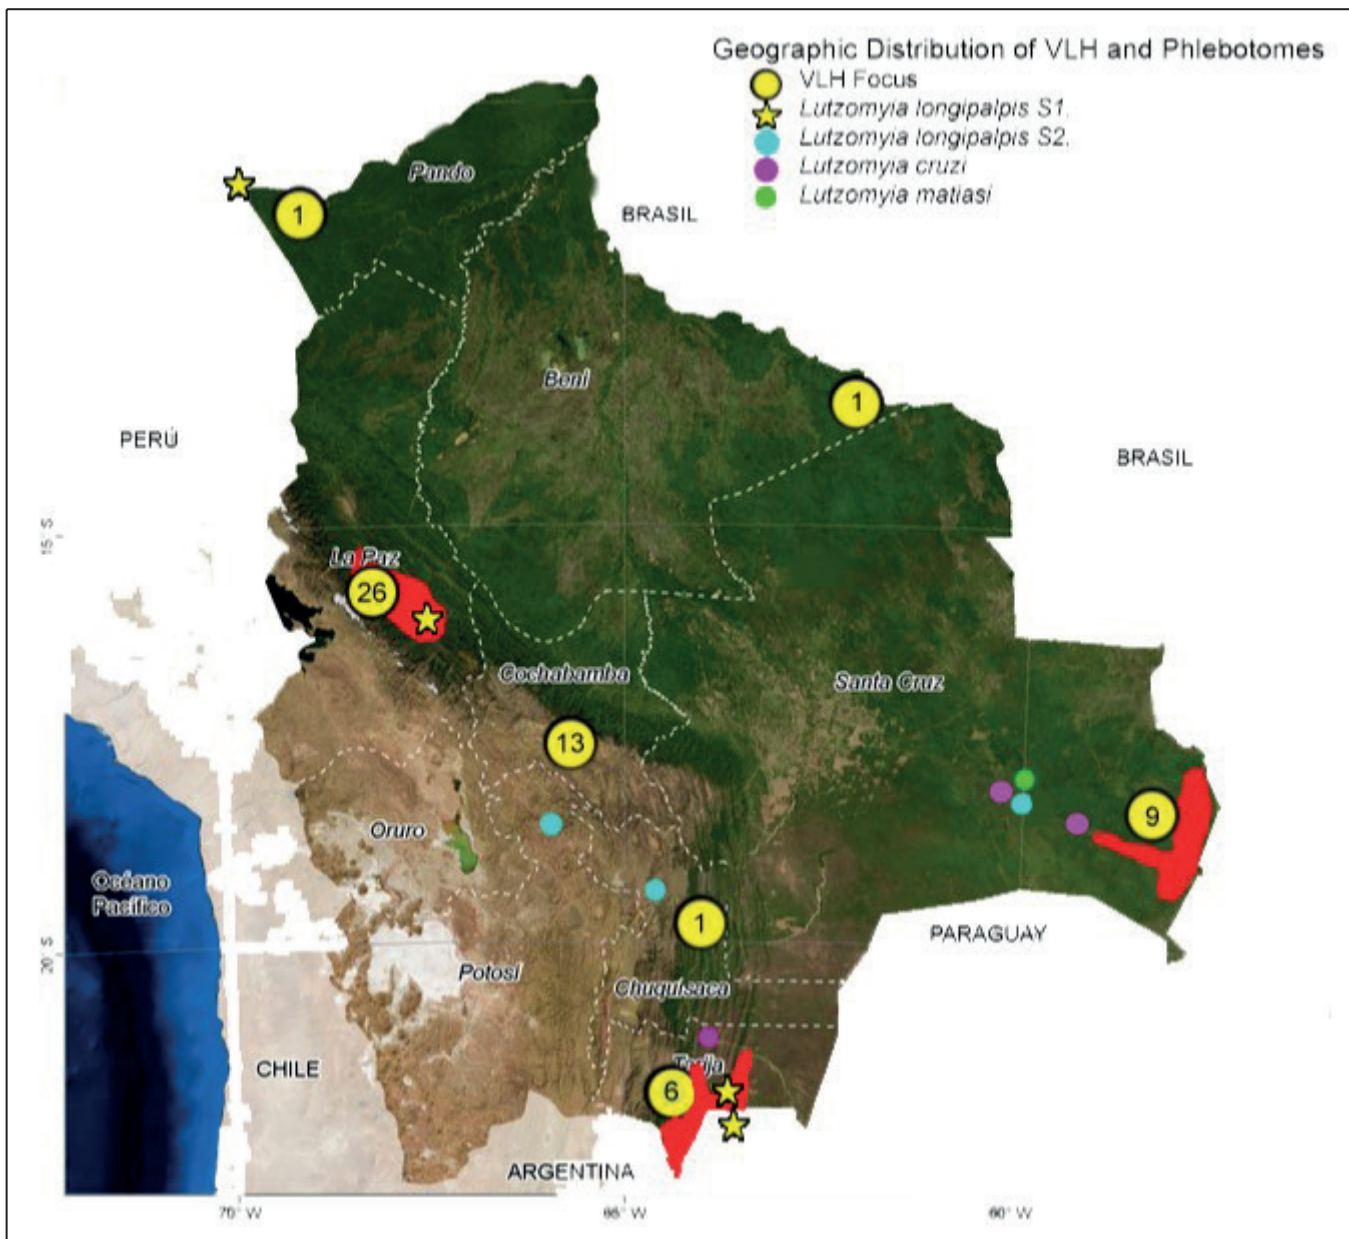 Geographic Distribution of VLH and Phlebotomes
VLH Focus
Lutzomyia longipalpis S1.
Lutzomyia longipalpis S2.
Lutzomyia cruzi
Lutzomyia matiasi
Pando
1
BRASIL
Beni
1
PERÚ
BRASIL
15° S
La Paz
26
Cochabamba
Santa Cruz
13
9
Oruro
Océano
Pacífico
1
PARAGUAY
20° S
Potosí
Chuquisaca
CHILE
Tarija
6
ARGENTINA
70° W
65° W
60° W